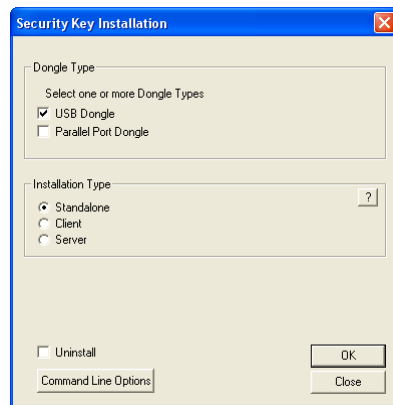 Security Key Installation
Dongle Type
Select one or more Dongle Types
USB Dongle
Parallel Port Dongle
Installation Type
?
Standalone
Client
Server
Uninstall
OK
Command Line Options
Close